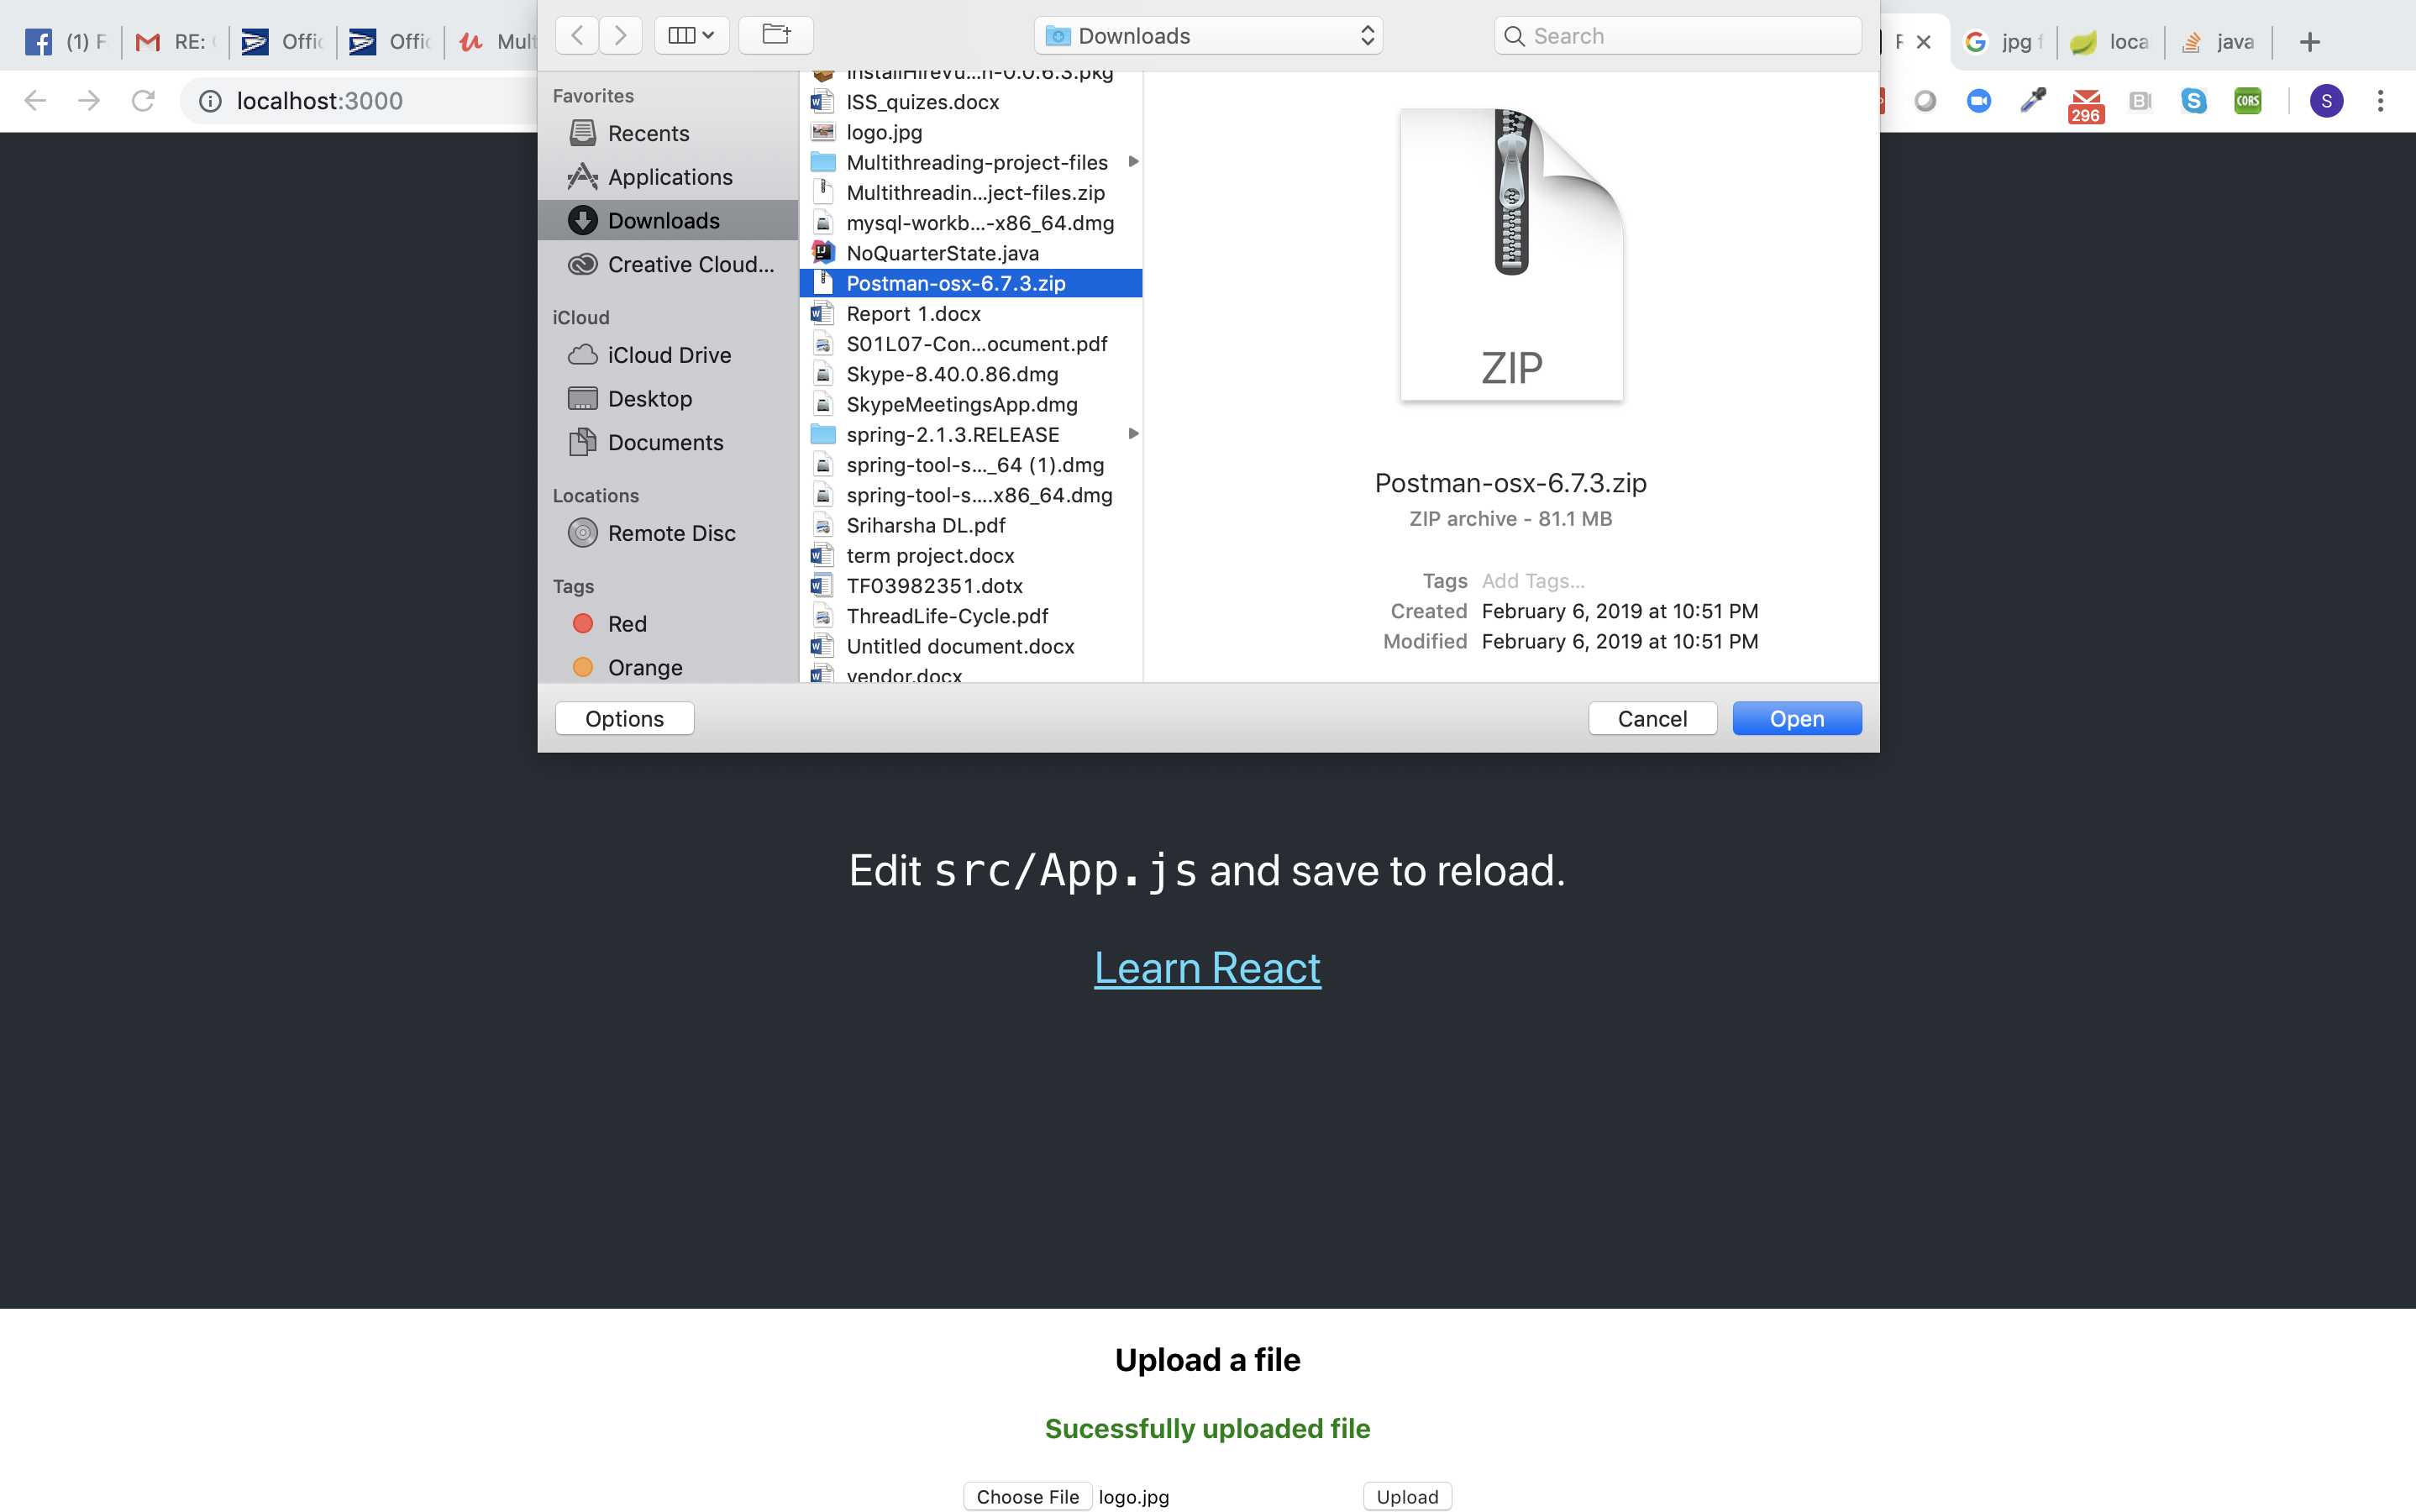 (1) F
RE:
Offic
Offic
Mult
Downloads
Search
jpg f
loca
java
localhost:3000
296
CORS
S
Favorites
Recents
Applications
Downloads
Creative Cloud...
iCloud
iCloud Drive
Desktop
Documents
Locations
Remote Disc
Tags
Red
Orange
InstallHireVu...n-0.0.6.3.pkg
ISS_quizes.docx
logo.jpg
Multithreading-project-files
Multithreadin...ject-files.zip
mysql-workb...-x86_64.dmg
NoQuarterState.java
Postman-osx-6.7.3.zip
Report 1.docx
S01L07-Con...ocument.pdf
Skype-8.40.0.86.dmg
SkypeMeetingsApp.dmg
spring-2.1.3.RELEASE
spring-tool-s..._64 (1).dmg
spring-tool-s....x86_64.dmg
Sriharsha DL.pdf
term project.docx
TF03982351.dotx
ThreadLife-Cycle.pdf
Untitled document.docx
vendor.docx
ZIP
Postman-osx-6.7.3.zip
ZIP archive - 81.1 MB
Tags Add Tags...
Created February 6, 2019 at 10:51 PM
Modified February 6, 2019 at 10:51 PM
Options
Cancel
Open
Edit src/App.js and save to reload.
Learn React
Upload a file
Sucessfully uploaded file
Choose File logo.jpg
Upload